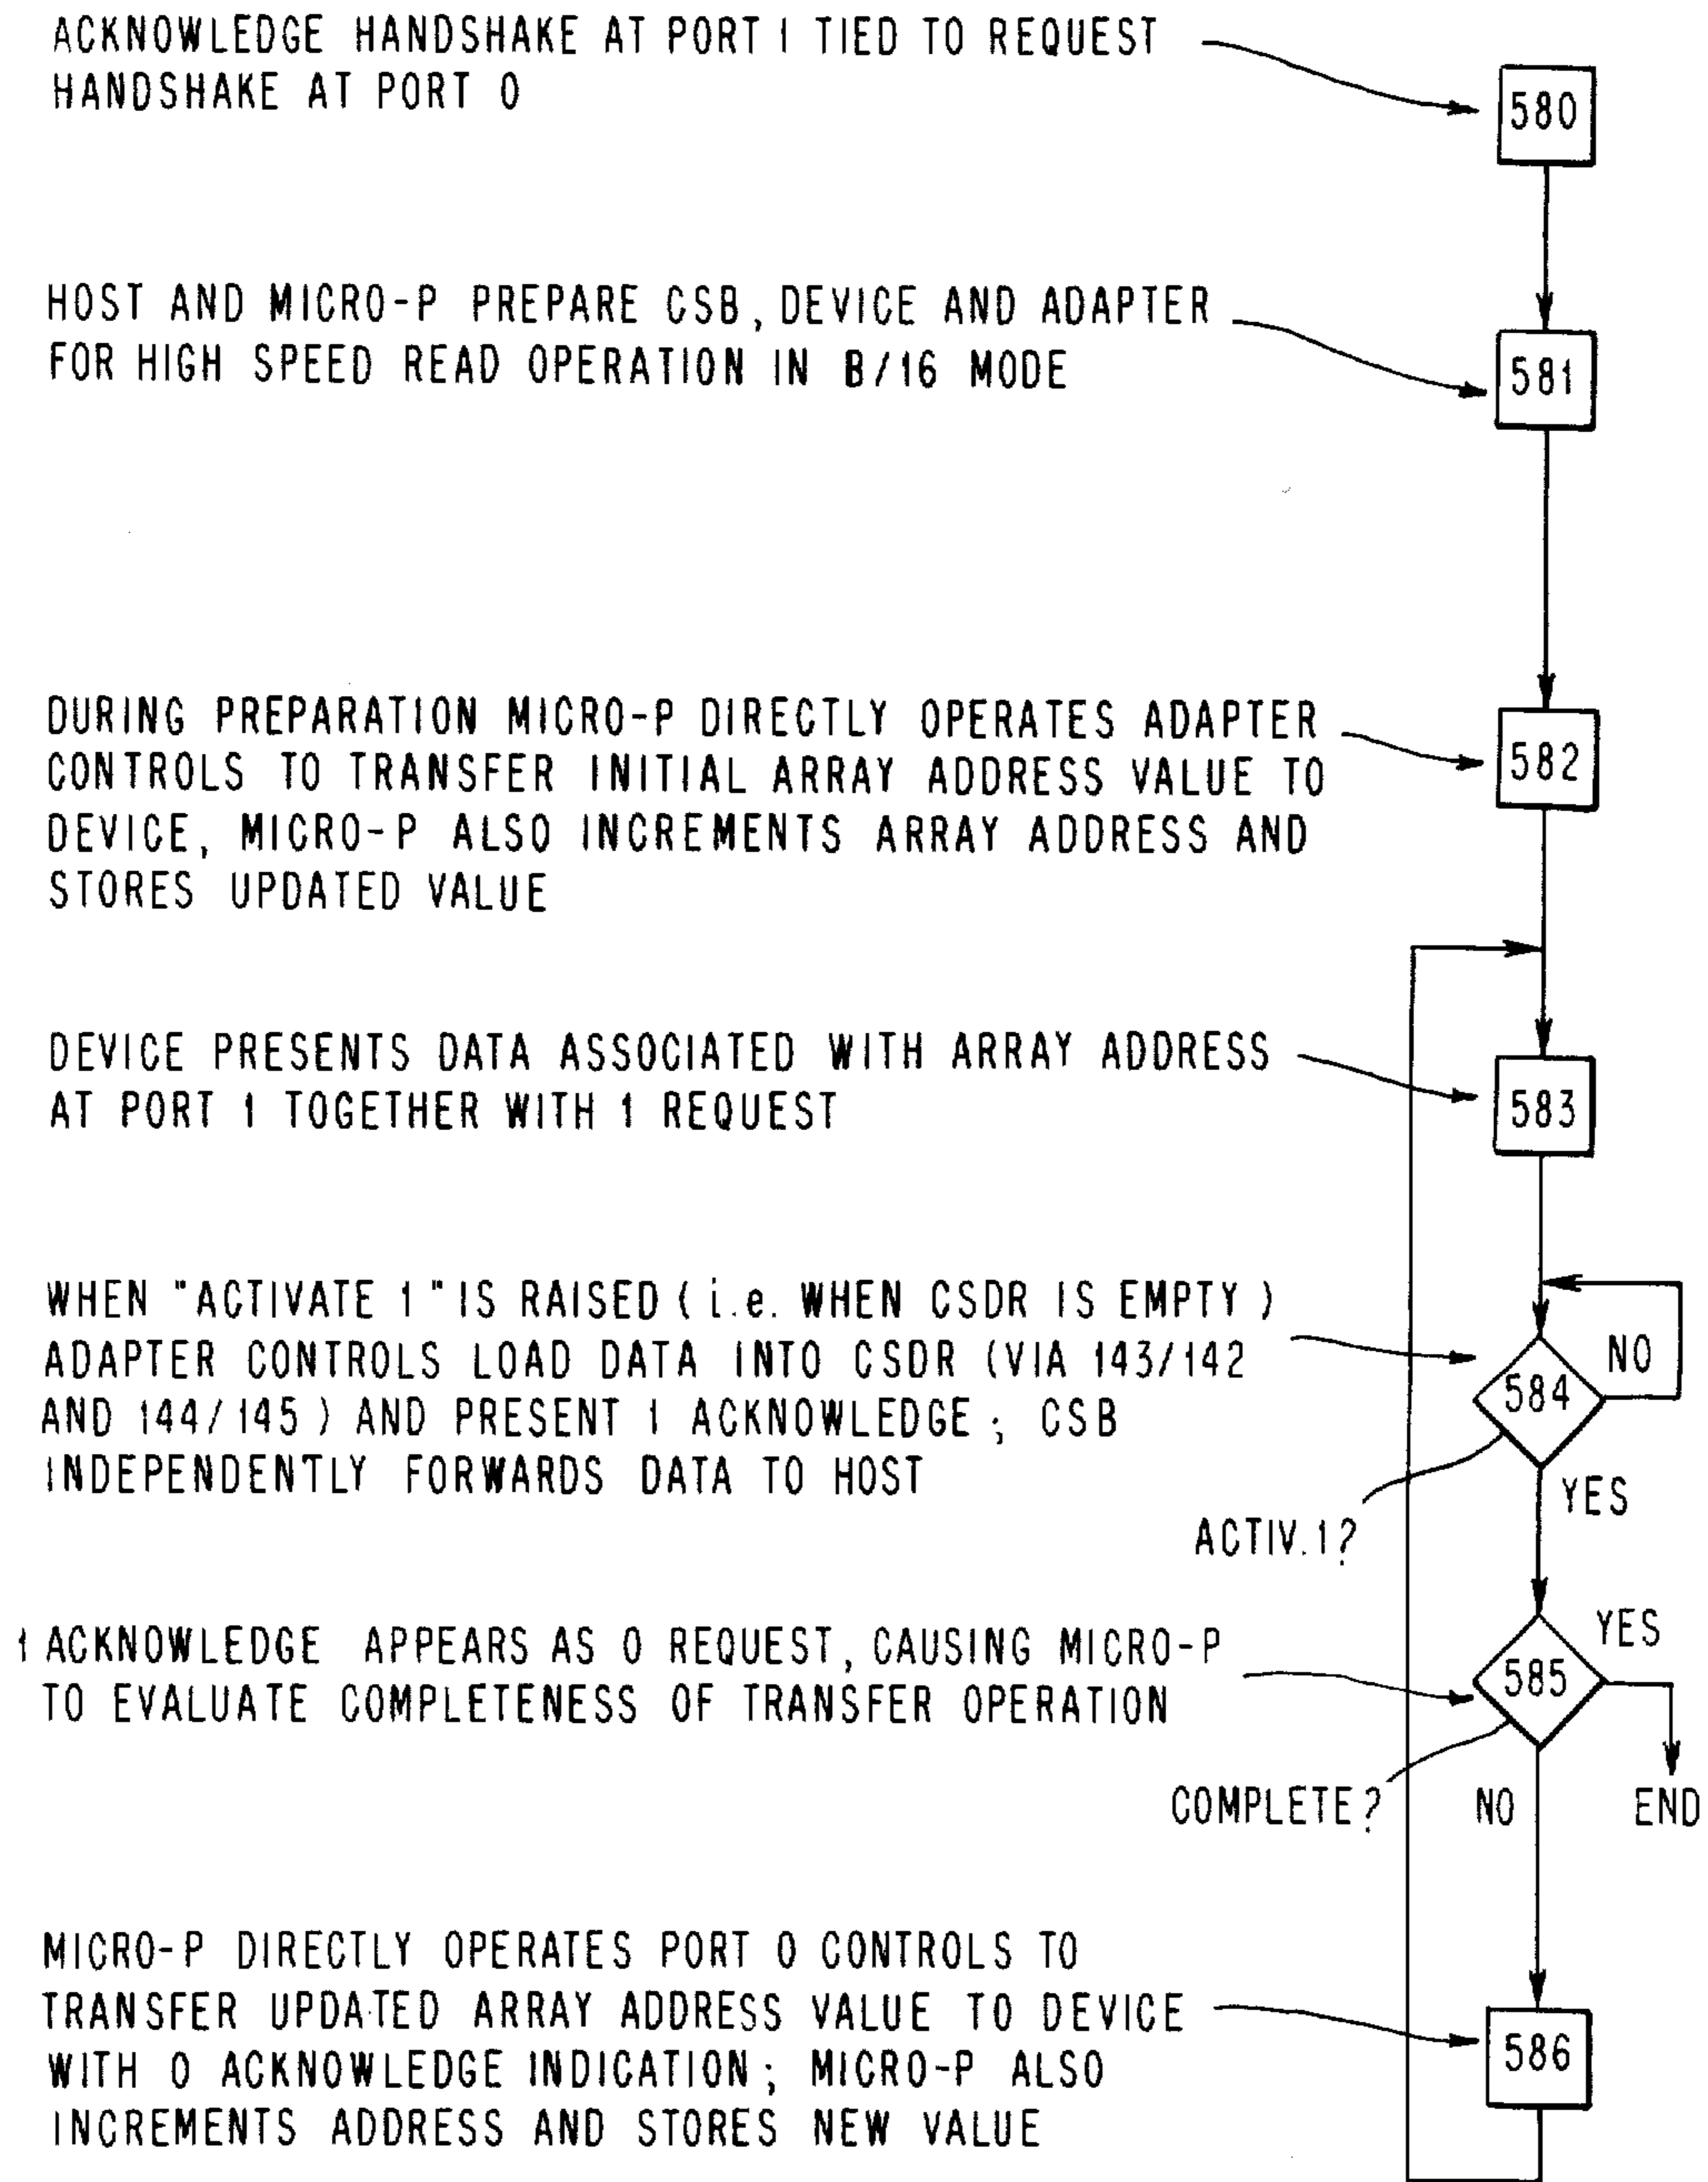 ACKNOWLEDGE HANDSHAKE AT PORT 1 TIED TO REQUEST
HANDSHAKE AT PORT 0
580
HOST AND MICRO-P PREPARE CSB, DEVICE AND ADAPTER
FOR HIGH SPEED READ OPERATION IN B/16 MODE
581
DURING PREPARATION MICRO-P DIRECTLY OPERATES ADAPTER
CONTROLS TO TRANSFER INITIAL ARRAY ADDRESS VALUE TO
DEVICE, MICRO-P ALSO INCREMENTS ARRAY ADDRESS AND
STORES UPDATED VALUE
582
DEVICE PRESENTS DATA ASSOCIATED WITH ARRAY ADDRESS
AT PORT 1 TOGETHER WITH 1 REQUEST
583
WHEN "ACTIVATE 1" IS RAISED (i.e. WHEN CSDR IS EMPTY)
ADAPTER CONTROLS LOAD DATA INTO CSDR (VIA 143/142
AND 144/145) AND PRESENT 1 ACKNOWLEDGE; CSB
INDEPENDENTLY FORWARDS DATA TO HOST
584
NO
YES
ACTIV. 1?
1 ACKNOWLEDGE APPEARS AS 0 REQUEST, CAUSING MICRO-P
TO EVALUATE COMPLETENESS OF TRANSFER OPERATION
585
YES
COMPLETE?
NO
END
MICRO-P DIRECTLY OPERATES PORT 0 CONTROLS TO
TRANSFER UPDATED ARRAY ADDRESS VALUE TO DEVICE
WITH 0 ACKNOWLEDGE INDICATION; MICRO-P ALSO
INCREMENTS ADDRESS AND STORES NEW VALUE
586